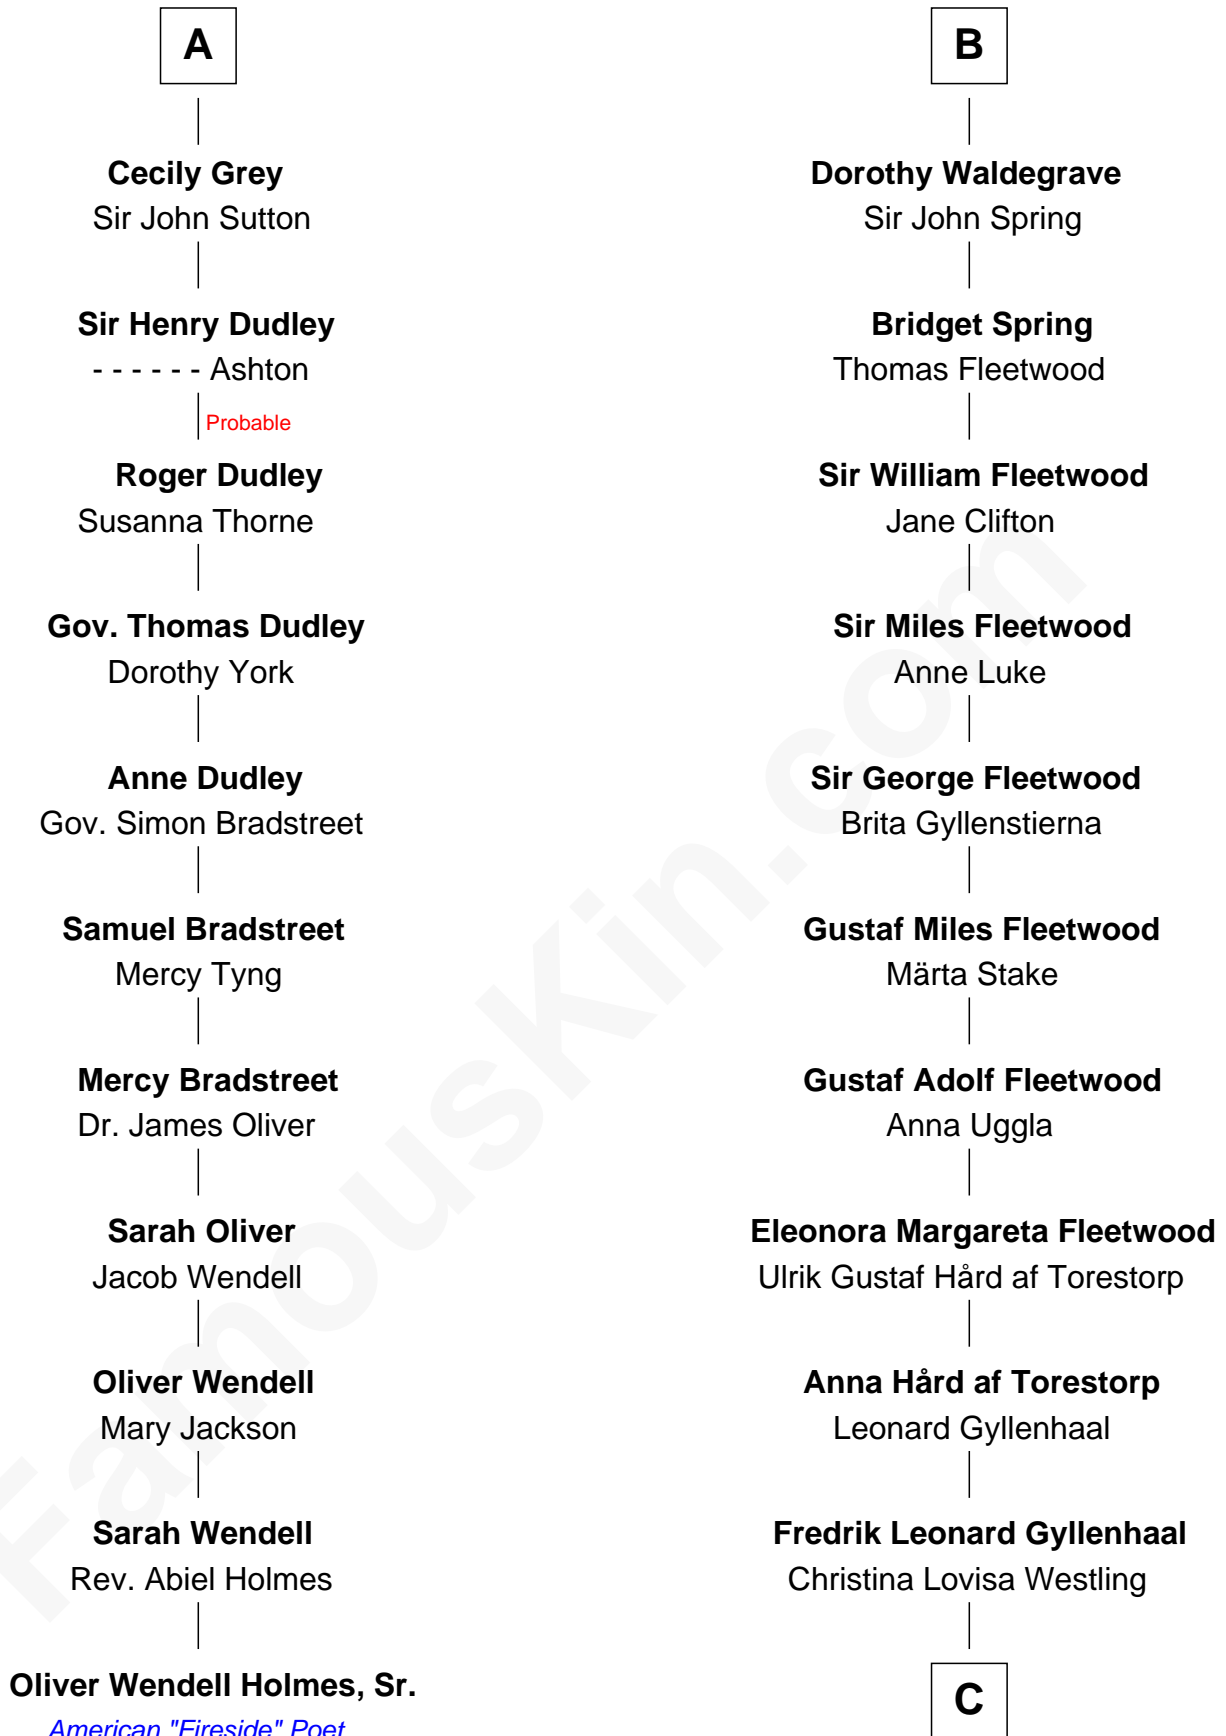 A
Cecily Grey
Sir John Sutton
Sir Henry Dudley
- - - - - - Ashton
Probable
Roger Dudley
Susanna Thorne
Gov. Thomas Dudley
Dorothy York
Anne Dudley
Gov. Simon Bradstreet
Samuel Bradstreet
Mercy Tyng
Mercy Bradstreet
Dr. James Oliver
Sarah Oliver
Jacob Wendell
Oliver Wendell
Mary Jackson
Sarah Wendell
Rev. Abiel Holmes
Oliver Wendell Holmes, Sr.
American "Fireside" Poet
B
Dorothy Waldegrave
Sir John Spring
Bridget Spring
Thomas Fleetwood
Sir William Fleetwood
Jane Clifton
Sir Miles Fleetwood
Anne Luke
Sir George Fleetwood
Brita Gyllenstierna
Gustaf Miles Fleetwood
Märta Stake
Gustaf Adolf Fleetwood
Anna Uggla
Eleonora Margareta Fleetwood
Ulrik Gustaf Hård af Torestorp
Anna Hård af Torestorp
Leonard Gyllenhaal
Fredrik Leonard Gyllenhaal
Christina Lovisa Westling
C
FamousKin.com